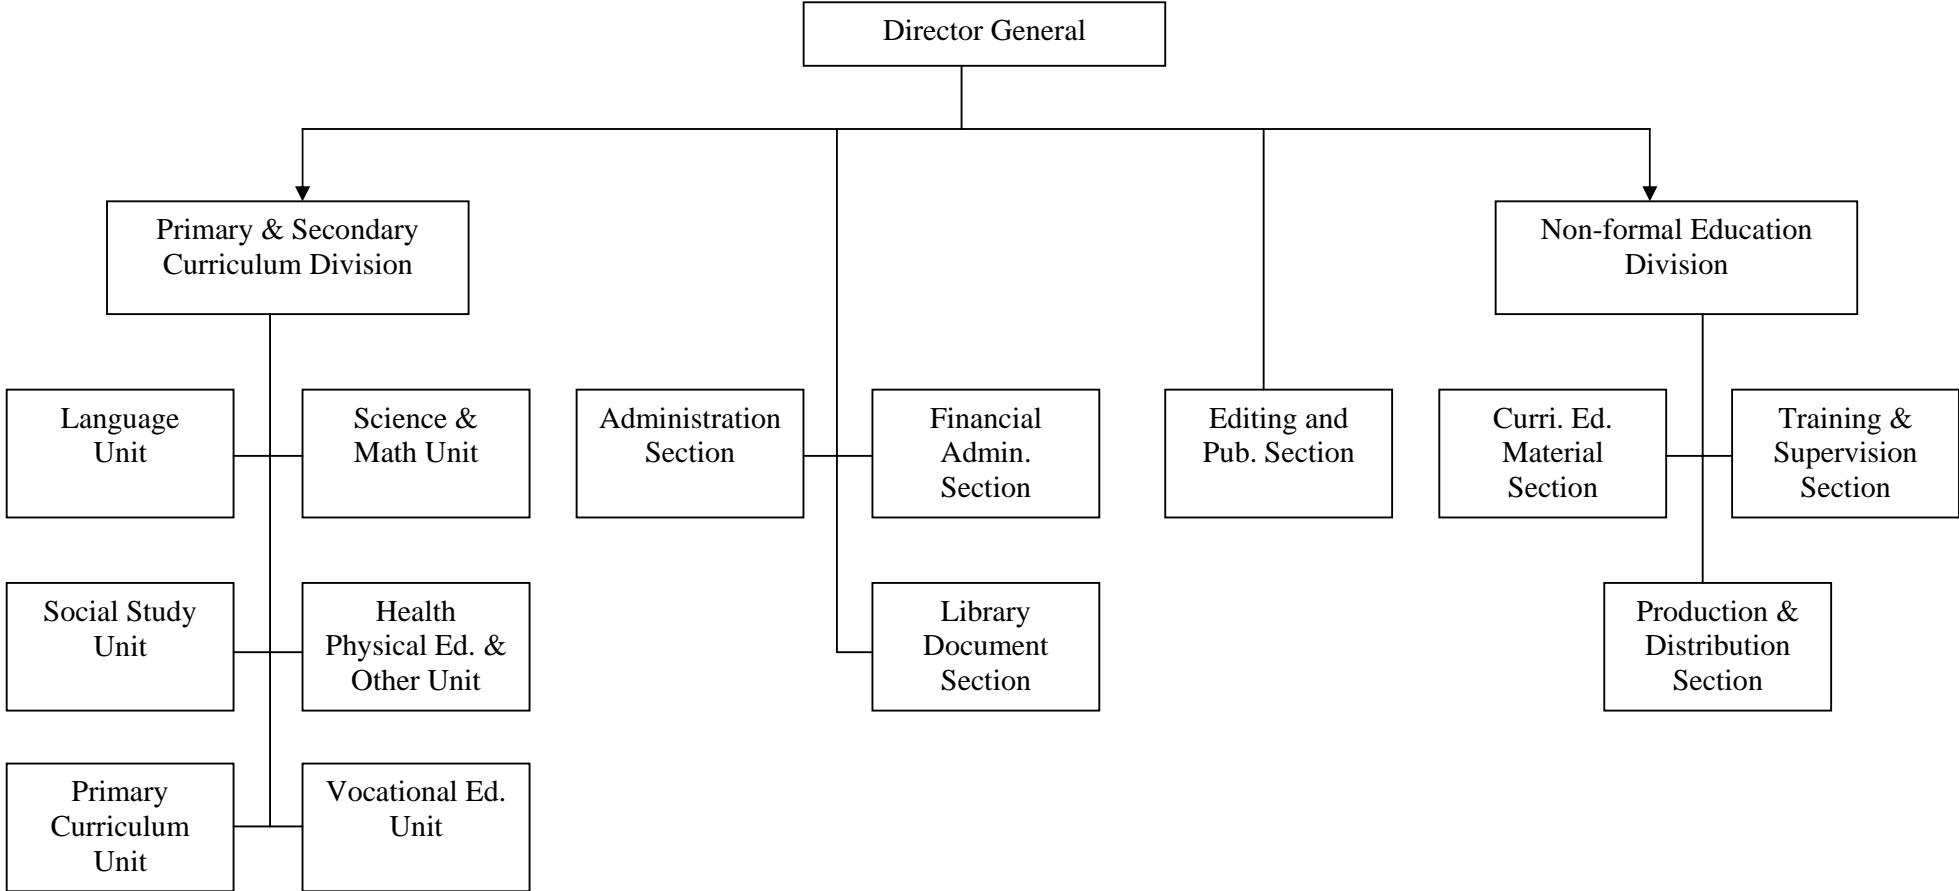 Director General
Primary & Secondary
Curriculum Division
Non-formal Education
Division
Language
Unit
Science &
Math Unit
Administration
Section
Financial
Admin.
Section
Editing and
Pub. Section
Curri. Ed.
Material
Section
Training &
Supervision
Section
Social Study
Unit
Health
Physical Ed. &
Other Unit
Library
Document
Section
Production &
Distribution
Section
Primary
Curriculum
Unit
Vocational Ed.
Unit